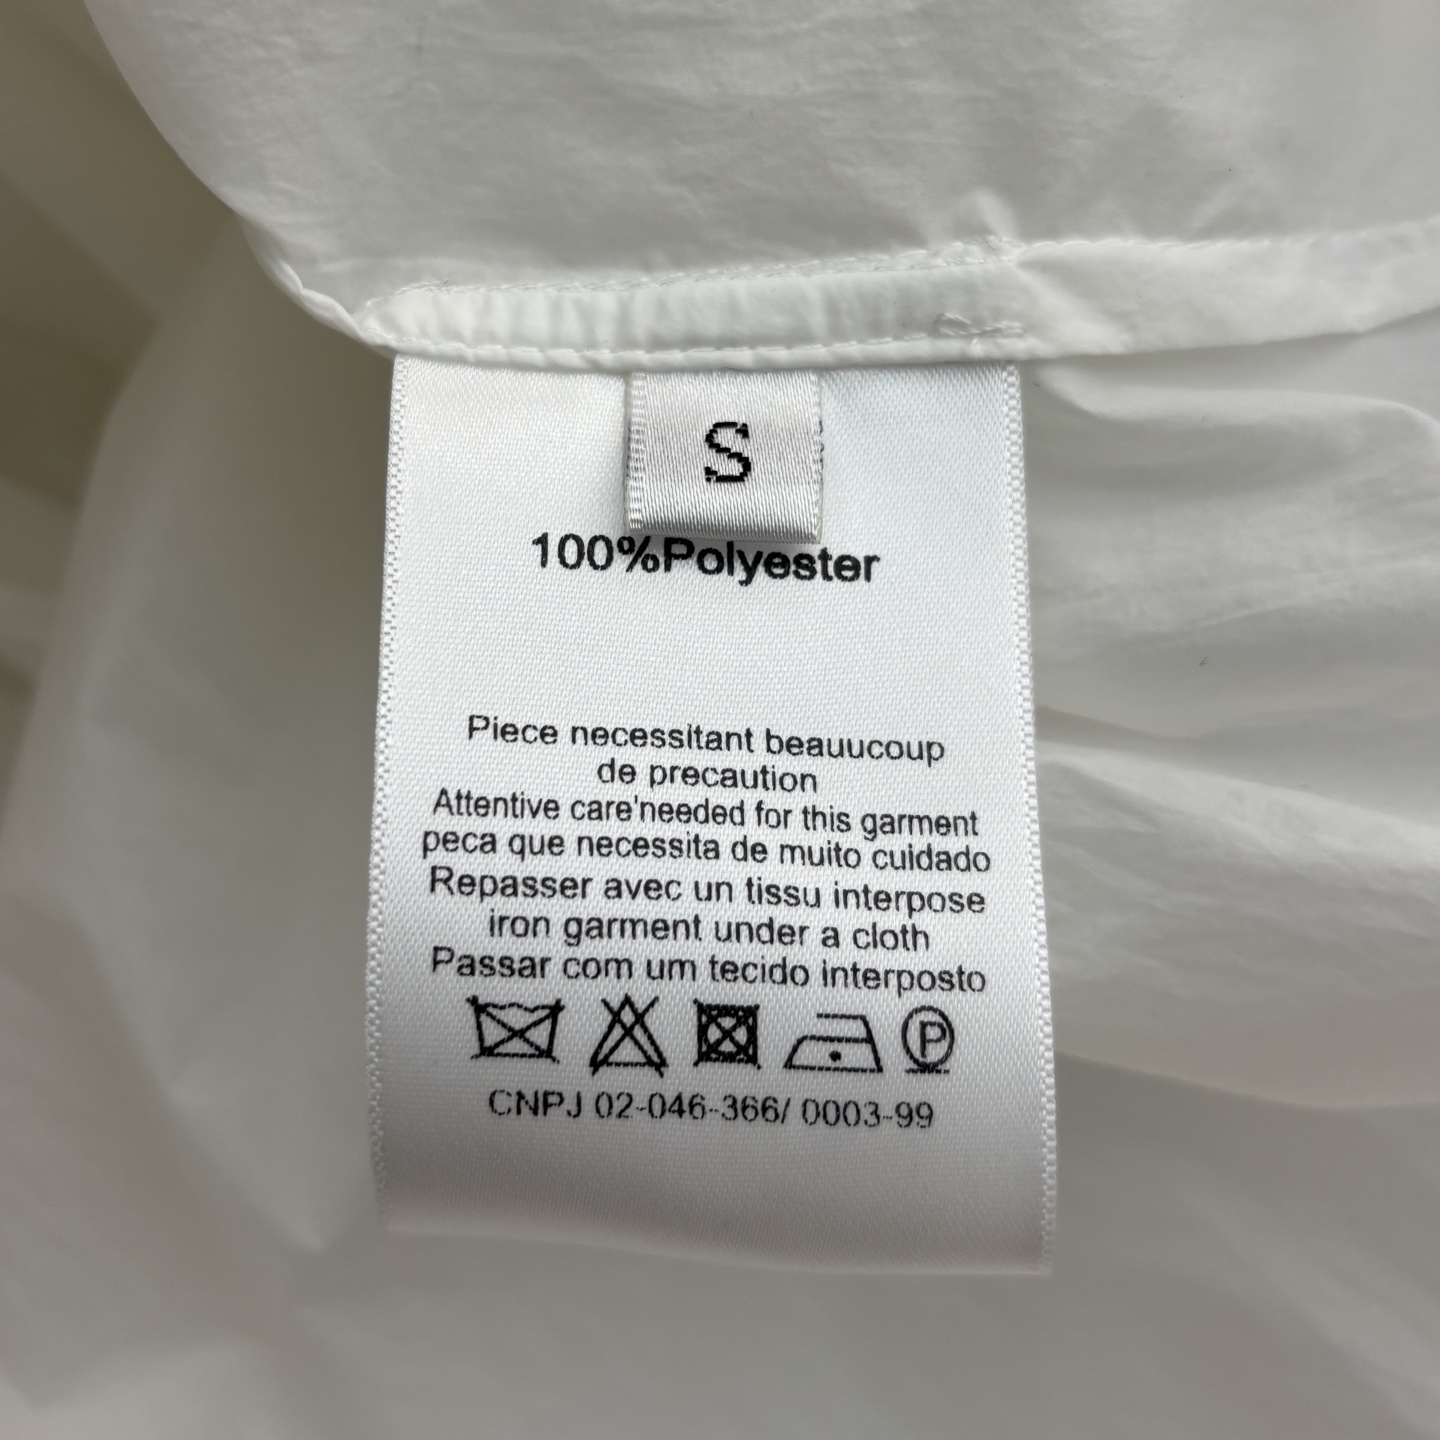 S
100%Polyester
Piece necessitant beauucoup
de precaution
Attentive care'needed for this garment
peca que necessita de muito cuidado
Repasser avec un tissu interpose
iron garment under a cloth
Passar com um tecido interposto
P
CNPJ 02-046-366/ 0003-99